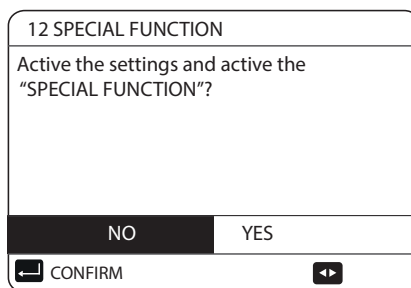 12 SPECIAL FUNCTION
Active the settings and active the
“SPECIAL FUNCTION”?
NO YES
CONFIRM